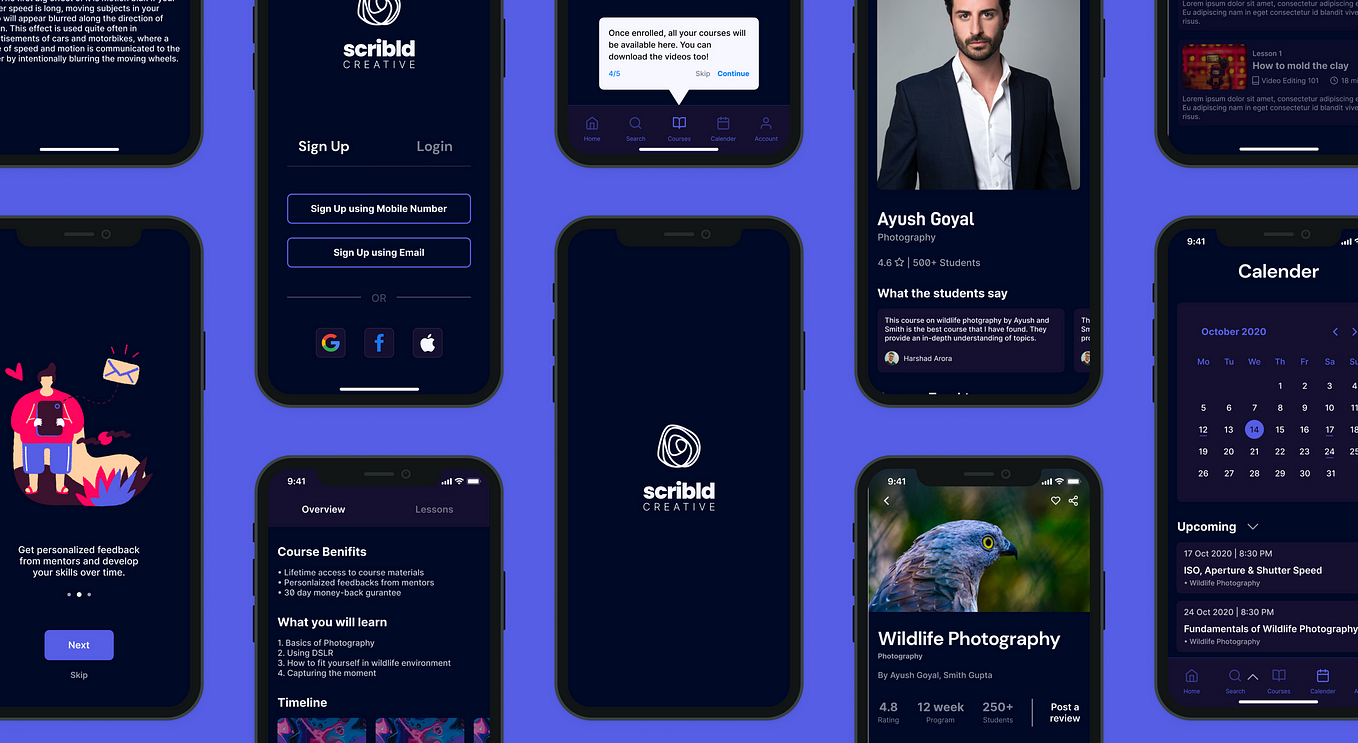 r speed is long, moving subjects in your
will appear blurred along the direction of
n. This effect is used quite often in
tisements of cars and motorbikes, where a
e of speed and motion is communicated to the
er by intentionally blurring the moving wheels.
Get personalized feedback
from mentors and develop
your skills over time.
Next
Skip
scribld
CREATIVE
Sign Up
Login
Sign Up using Mobile Number
Sign Up using Email
OR
9:41
Overview
Lessons
Course Benifits
• Lifetime access to course materials
• Personlaized feedbacks from mentors
• 30 day money-back gurantee
What you will learn
1. Basics of Photography
2. Using DSLR
3. How to fit yourself in wildlife environment
4. Capturing the moment
Timeline
Once enrolled, all your courses will
be available here. You can
download the videos too!
4/5
Skip
Continue
Home
Search
Courses
Calender
Account
scribld
CREATIVE
Ayush Goyal
Photography
4.6 | 500+ Students
What the students say
This course on wildlife photgraphy by Ayush and
Smith is the best course that I have found. They
provide an in-depth understanding of topics.
Harshad Arora
Th
Sm
pro
9:41
Wildlife Photography
Photography
By Ayush Goyal, Smith Gupta
4.8
Rating
12 week
Program
250+
Students
Post a
review
Lorem ipsum dolor sit amet, consectetur adipiscing e
Eu adipiscing nam in eget consectetur id blandit vive
risus.
Lesson 1
How to mold the clay
Video Editing 101
18 mi
Lorem ipsum dolor sit amet, consectetur adipiscing e
Eu adipiscing nam in eget consectetur id blandit vive
risus.
9:41
Calender
October 2020
Mo Tu We Th Fr Sa Su
1 2 3 4
5 6 7 8 9 10 11
12 13 14 15 16 17 18
19 20 21 22 23 24 25
26 27 28 29 30 31
Upcoming
17 Oct 2020 | 8:30 PM
ISO, Aperture & Shutter Speed
• Wildlife Photography
24 Oct 2020 | 8:30 PM
Fundamentals of Wildlife Photography
• Wildlife Photography
Home
Search
Courses
Calender
A